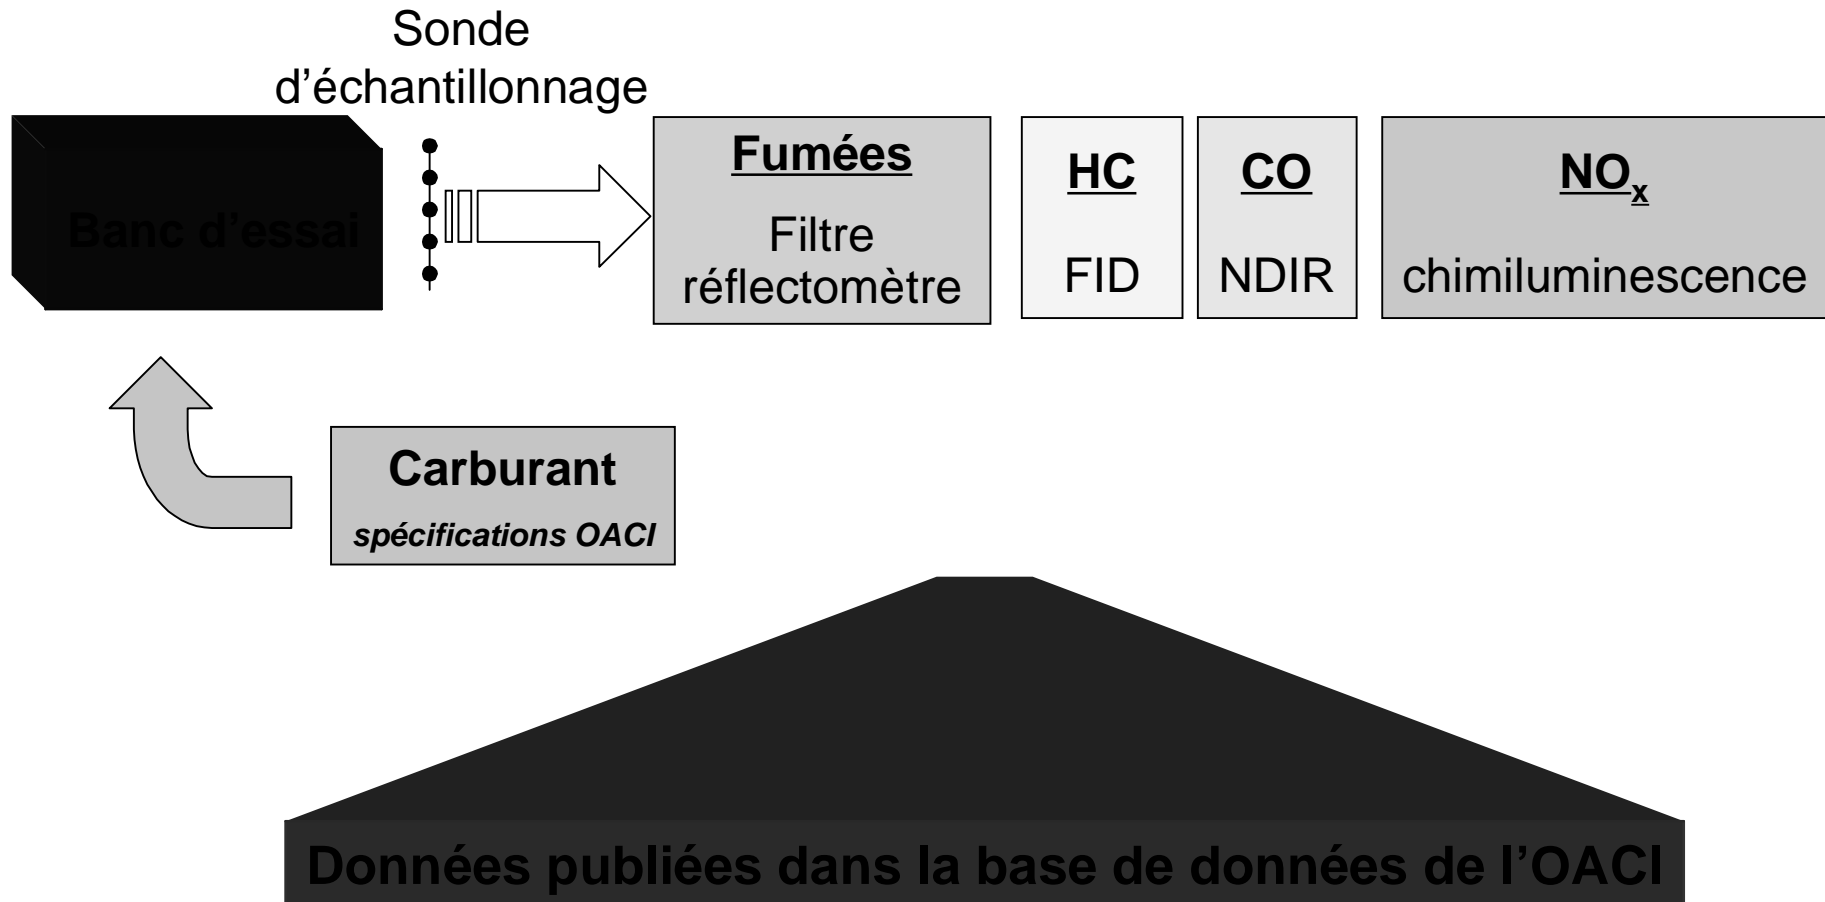 Sonde
d'échantillonnage
Banc d'essai
Fumées
Filtre
réflectomètre
HC
FID
CO
NDIR
NOx
chimiluminescence
Carburant
spécifications OACI
Données publiées dans la base de données de l'OACI